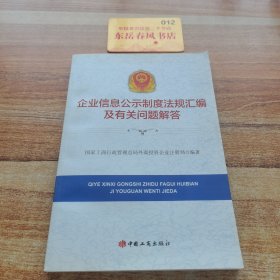 012
东岳春风书店
企业信息公示制度法规汇编
及有关问题解答
国家工商行政管理总局外商投资企业注册局◎编著
QIYE XINXI GONGSHI ZHIDU FAGUI HUIBIAN
JI YOUGUAN WENTI JIEDA
中国工商出版社